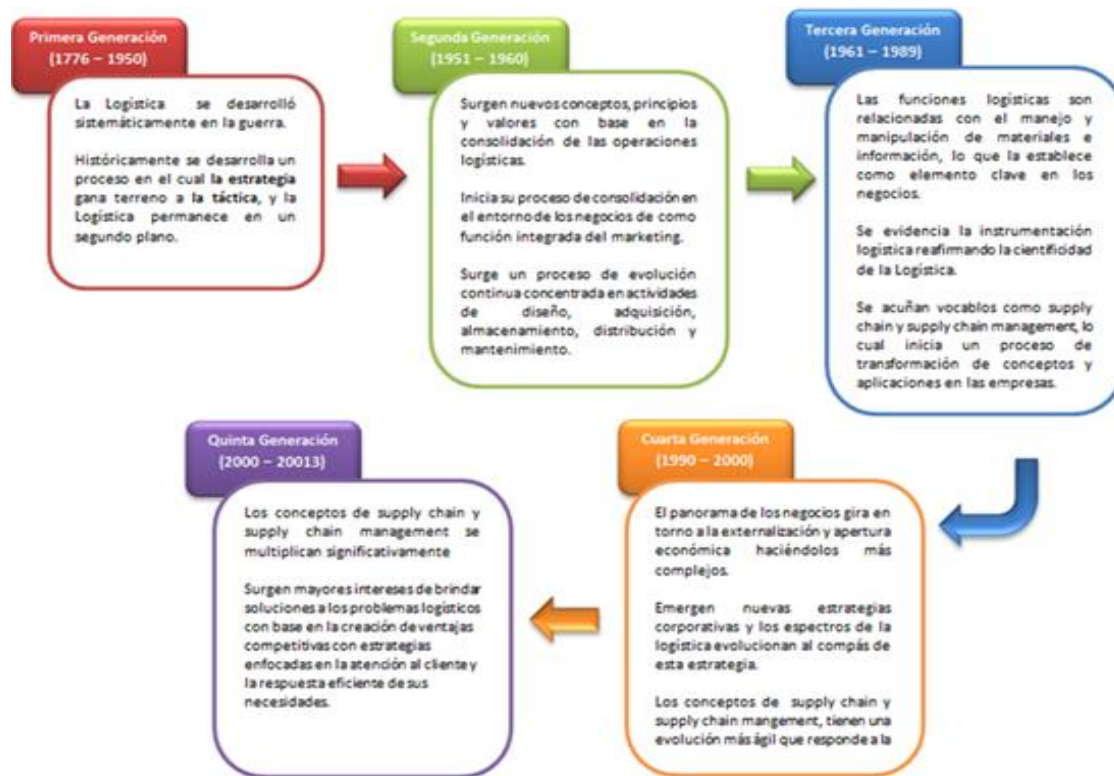 Primera Generación
(1776 – 1950)
La Logística se desarrolló
sistemáticamente en la guerra.
Históricamente se desarrolla un
proceso en el cual la estrategia
gana terreno a la táctica, y la
Logística permanece en un
segundo plano.
Segunda Generación
(1951 – 1960)
Surgen nuevos conceptos, principios
y valores con base en la
consolidación de las operaciones
logísticas.
Inicia su proceso de consolidación en
el entorno de los negocios de como
función integrada del marketing.
Surge un proceso de evolución
continua concentrada en actividades
de diseño, adquisición,
almacenamiento, distribución y
mantenimiento.
Tercera Generación
(1961 – 1989)
Las funciones logísticas son
relacionadas con el manejo y
manipulación de materiales e
información, lo que la establece
como elemento clave en los
negocios.
Se evidencia la instrumentación
logística reafirmando la cientificidad
de la Logística.
Se acuñan vocablos como supply
chain y supply chain management, lo
cual inicia un proceso de
transformación de conceptos y
aplicaciones en las empresas.
Cuarta Generación
(1990 – 2000)
El panorama de los negocios gira en
torno a la externalización y apertura
económica haciéndolos más
complejos.
Emergen nuevas estrategias
corporativas y los espectros de la
logística evolucionan al compás de
esta estrategia.
Los conceptos de supply chain y
supply chain mangement, tienen una
evolución más ágil que responde a la
Quinta Generación
(2000 – 20013)
Los conceptos de supply chain y
supply chain management se
multiplican significativamente
Surgen mayores intereses de brindar
soluciones a los problemas logísticos
con base en la creación de ventajas
competitivas con estrategias
enfocadas en la atención al cliente y
la respuesta eficiente de sus
necesidades.